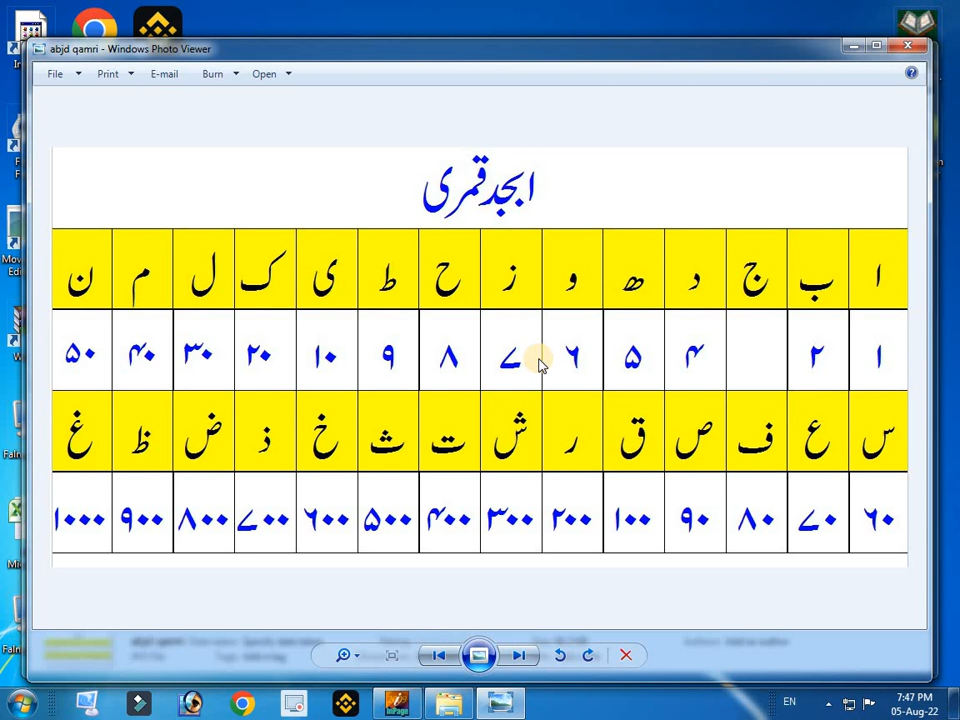 abjd qamri - Windows Photo Viewer
File Print E-mail Burn Open
ابجد قمری
ا ب ج د ھ و ز ح ط ی ک ل م ن
۱ ۲ ۴ ۵ ۶ ۷ ۸ ۹ ۱۰ ۲۰ ۳۰ ۴۰ ۵۰
س ع ف ص ق ر ش ت ث خ ذ ض ظ غ
۶۰ ۷۰ ۸۰ ۹۰ ۱۰۰ ۲۰۰ ۳۰۰ ۴۰۰ ۵۰۰ ۶۰۰ ۷۰۰ ۸۰۰ ۹۰۰ ۱۰۰۰
EN
7:47 PM
05-Aug-22